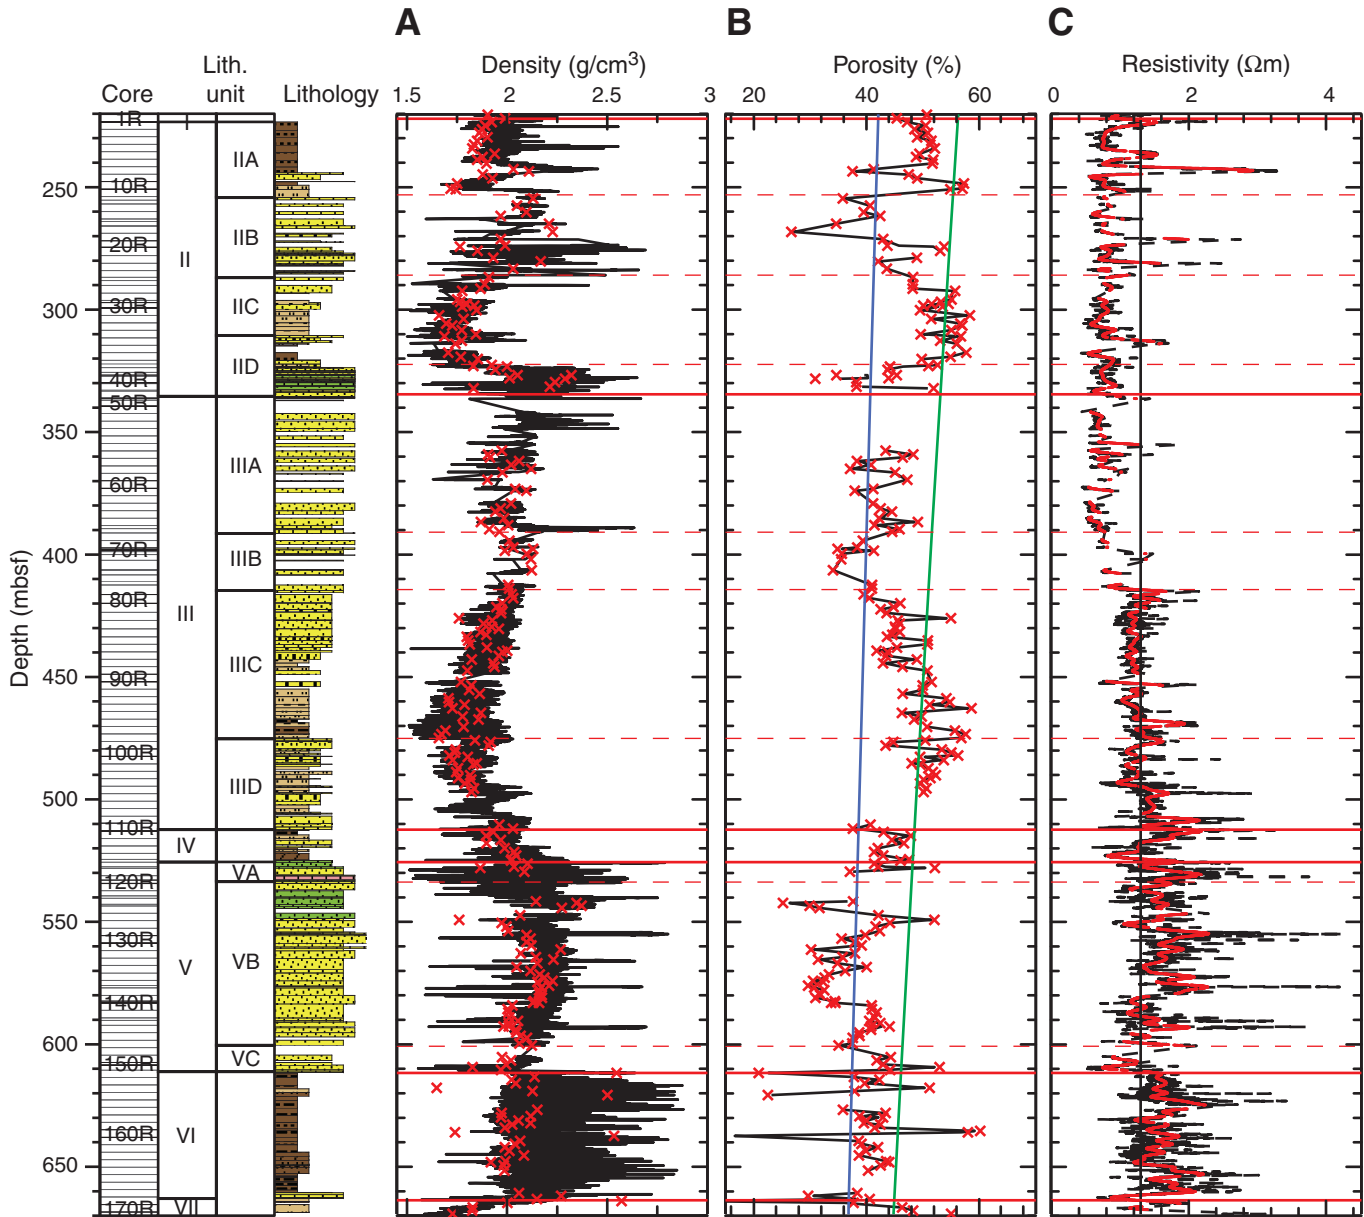 A B C
Lith. Density (g/cm³) Porosity (%) Resistivity (Ωm)
Core unit Lithology 1.5 2 2.5 3 20 40 60 0 2 4
1R
I
IIA
10R
250
IIB
20R
II
IIC
300
30R
IID
40R
50R
350
IIIA
60R
Depth (mbsf)
400
70R
IIIB
80R
III
IIIC
450
90R
100R
IIID
500
110R
IV
VA
120R
550
130R
V
VB
140R
600
VC
150R
VI
160R
650
170R
VII